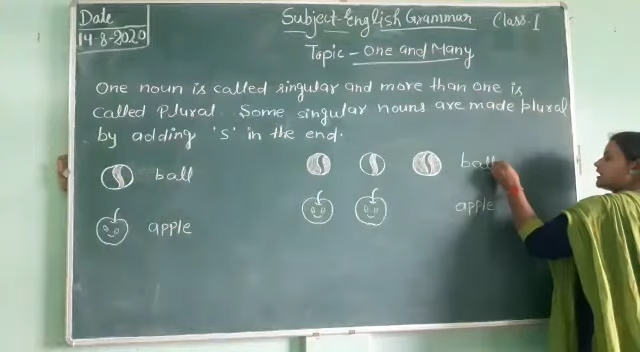 Date
14-8-2020
Subject-English Grammar Class-I
Topic - One and Many
One noun is called singular and more than one is
called Plural. Some singular nouns are made plural
by adding 's' in the end.
ball ball
apple apple